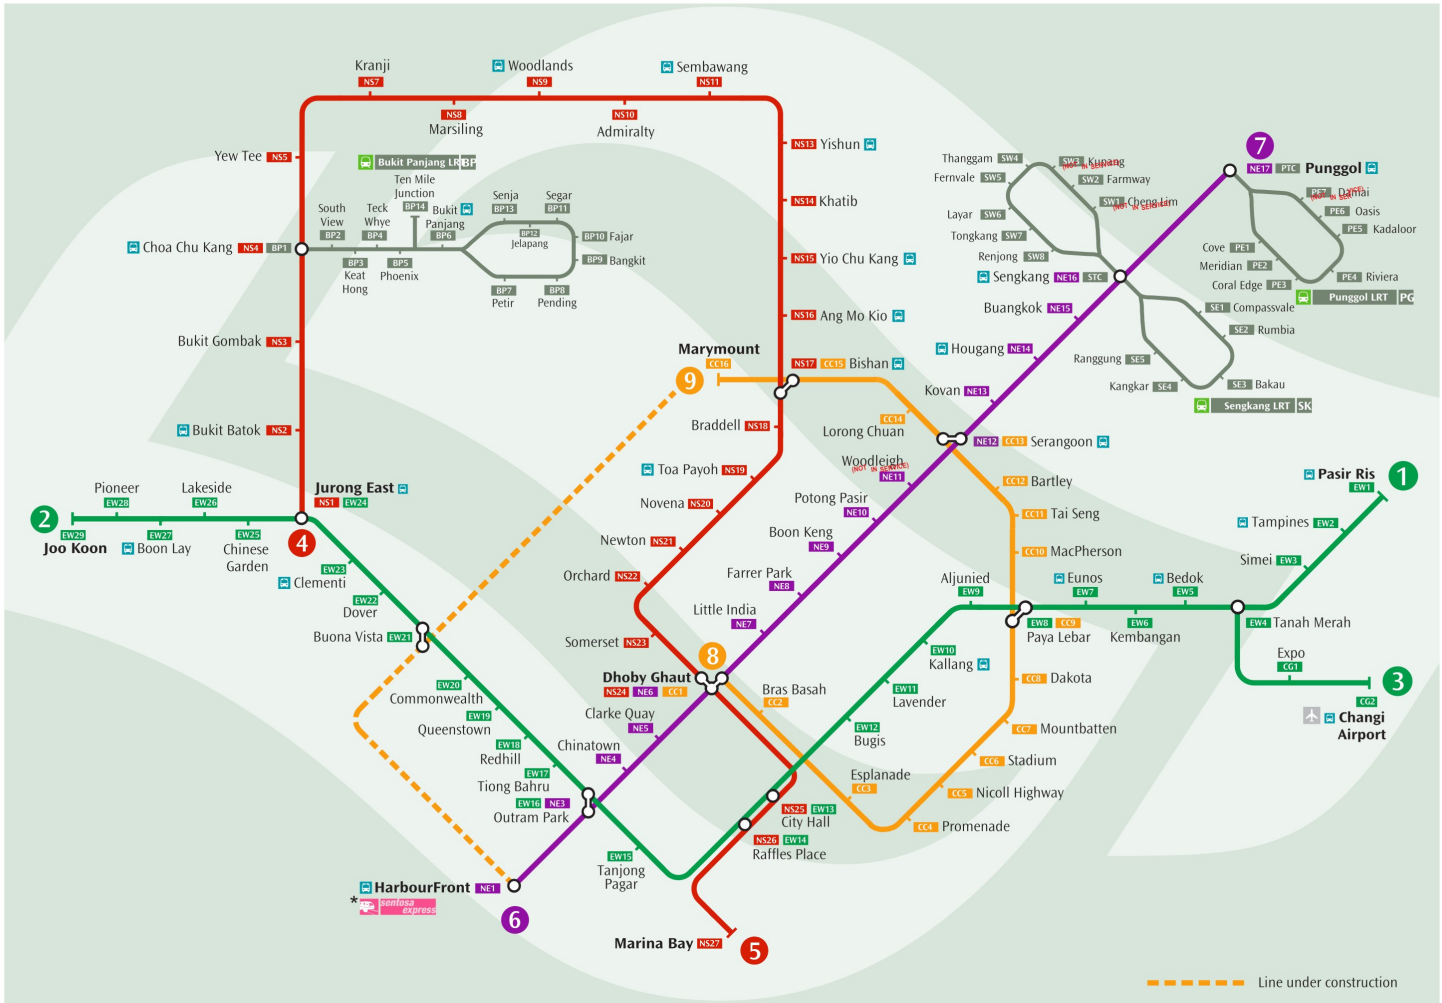 Kranji
NS7
Woodlands
NS9
Sembawang
NS11
NS8
Marsiling
NS10
Admiralty
Yew Tee NS5
NS13 Yishun
NS14 Khatib
NS15 Yio Chu Kang
NS16 Ang Mo Kio
Bukit Panjang LRT BP
Ten Mile
Junction
BP14
South
View
BP2
Teck
Whye
BP4
Bukit
Panjang
BP6
Senja
BP13
Segar
BP11
BP12
Jelapang
BP10 Fajar
BP9 Bangkit
Choa Chu Kang NS4 BP1
BP3
Keat
Hong
BP5
Phoenix
BP7
Petir
BP8
Pending
Bukit Gombak NS3
Bukit Batok NS2
Jurong East
NS1 EW24
4
Pioneer
EW28
Lakeside
EW26
2
EW29
Joo Koon
EW27
Boon Lay
EW25
Chinese
Garden
EW23
Clementi
EW22
Dover
Buona Vista EW21
EW20
Commonwealth
EW19
Queenstown
EW18
Redhill
EW17
Tiong Bahru
EW16 NE3
Outram Park
EW15
Tanjong
Pagar
HarbourFront NE1
* sentosa
express
6
Marina Bay NS27
5
Marymount
CC16
9
NS17 CC15 Bishan
Braddell NS18
Toa Payoh NS19
Novena NS20
Newton NS21
Orchard NS22
Somerset NS23
8
Dhoby Ghaut
NS24 NE6 CC1
Clarke Quay
NE5
Chinatown
NE4
Little India
NE7
Farrer Park
NE8
Boon Keng
NE9
Potong Pasir
NE10
Woodleigh
(NOT IN SERVICE)
NE11
CC14
Lorong Chuan
NE12 CC13 Serangoon
Kovan NE13
Hougang NE14
Buangkok NE15
Sengkang NE16 STC
7
NE17 PTC Punggol
Thanggam SW4
Fernvale SW5
Layar SW6
Tongkang SW7
Renjong SW8
SW3 Kupang
(NOT IN SERVICE)
SW2 Farmway
SW1 Cheng Lim
(NOT IN SERVICE)
PE7 Damai
(NOT IN SERVICE)
PE6 Oasis
PE5 Kadaloor
PE4 Riviera
Cove PE1
Meridian PE2
Coral Edge PE3
Punggol LRT PG
SE1 Compassvale
SE2 Rumbia
SE3 Bakau
Kangkar SE4
Ranggung SE5
Sengkang LRT SK
CC12 Bartley
CC11 Tai Seng
CC10 MacPherson
EW8 CC9
Paya Lebar
CC8 Dakota
CC7 Mountbatten
CC6 Stadium
CC5 Nicoll Highway
CC4 Promenade
Esplanade
CC3
Bras Basah
CC2
NS25 EW13
City Hall
NS26 EW14
Raffles Place
EW12
Bugis
EW11
Lavender
EW10
Kallang
Aljunied
EW9
Eunos
EW7
EW6
Kembangan
Bedok
EW5
EW4 Tanah Merah
Simei EW3
Tampines EW2
Pasir Ris
EW1
1
Expo
CG1
3
CG2
Changi
Airport
Line under construction